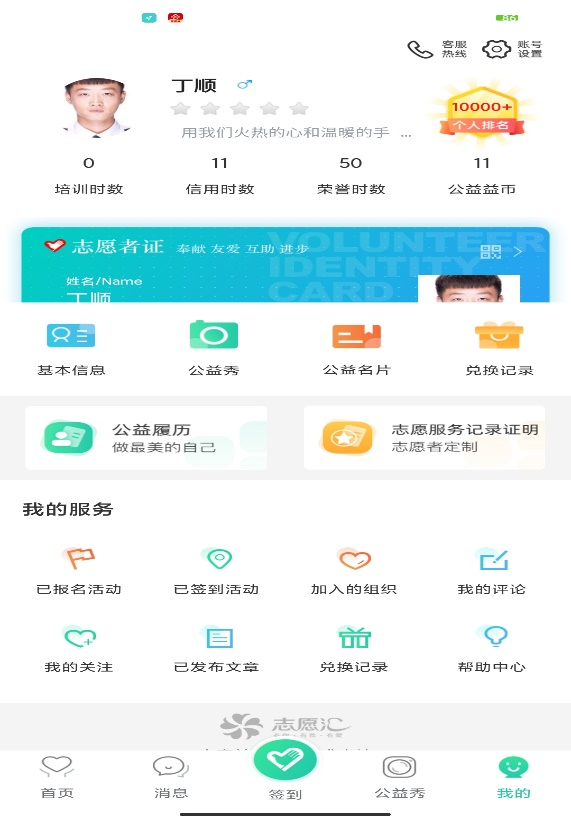 86
客服
热线
账号
设置
丁顺
10000+
个人排名
用我们火热的心和温暖的手 ...
0
11
50
11
培训时数
信用时数
荣誉时数
公益益币
志愿者证 奉献 友爱 互助 进步
VOLUNTEER
IDENTITY
CARD
姓名/Name
丁顺
基本信息
公益秀
公益名片
兑换记录
公益履历
做最美的自己
志愿服务记录证明
志愿者定制
我的服务
已报名活动
已签到活动
加入的组织
我的评论
我的关注
已发布文章
兑换记录
帮助中心
志愿汇
首页
消息
签到
公益秀
我的